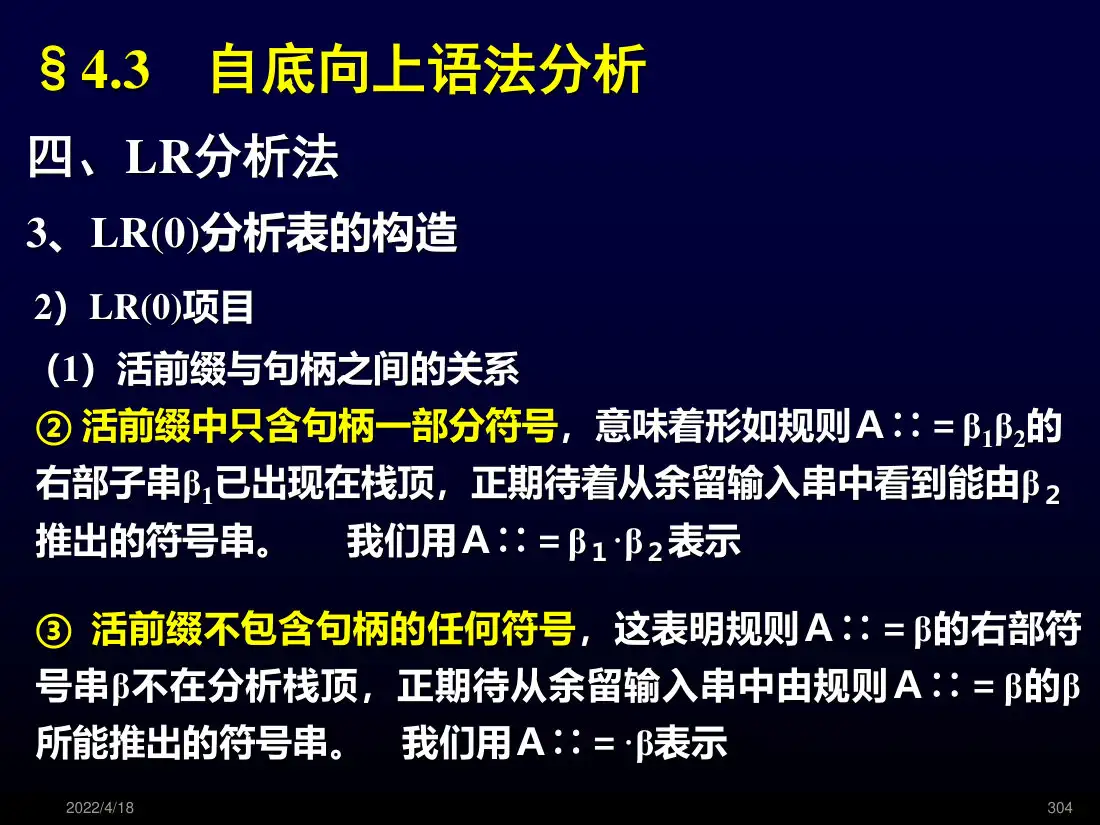 §4.3 自底向上语法分析
四、LR分析法
3、LR(0)分析表的构造
2）LR(0)项目
（1）活前缀与句柄之间的关系
② 活前缀中只含句柄一部分符号，意味着形如规则A∷=β₁β₂的
右部子串β₁已出现在栈顶，正期待着从余留输入串中看到能由β₂
推出的符号串。 我们用A∷=β₁·β₂表示
③ 活前缀不包含句柄的任何符号，这表明规则A∷=β的右部符
号串β不在分析栈顶，正期待从余留输入串中由规则A∷=β的β
所能推出的符号串。 我们用A∷=·β表示
2022/4/18 304